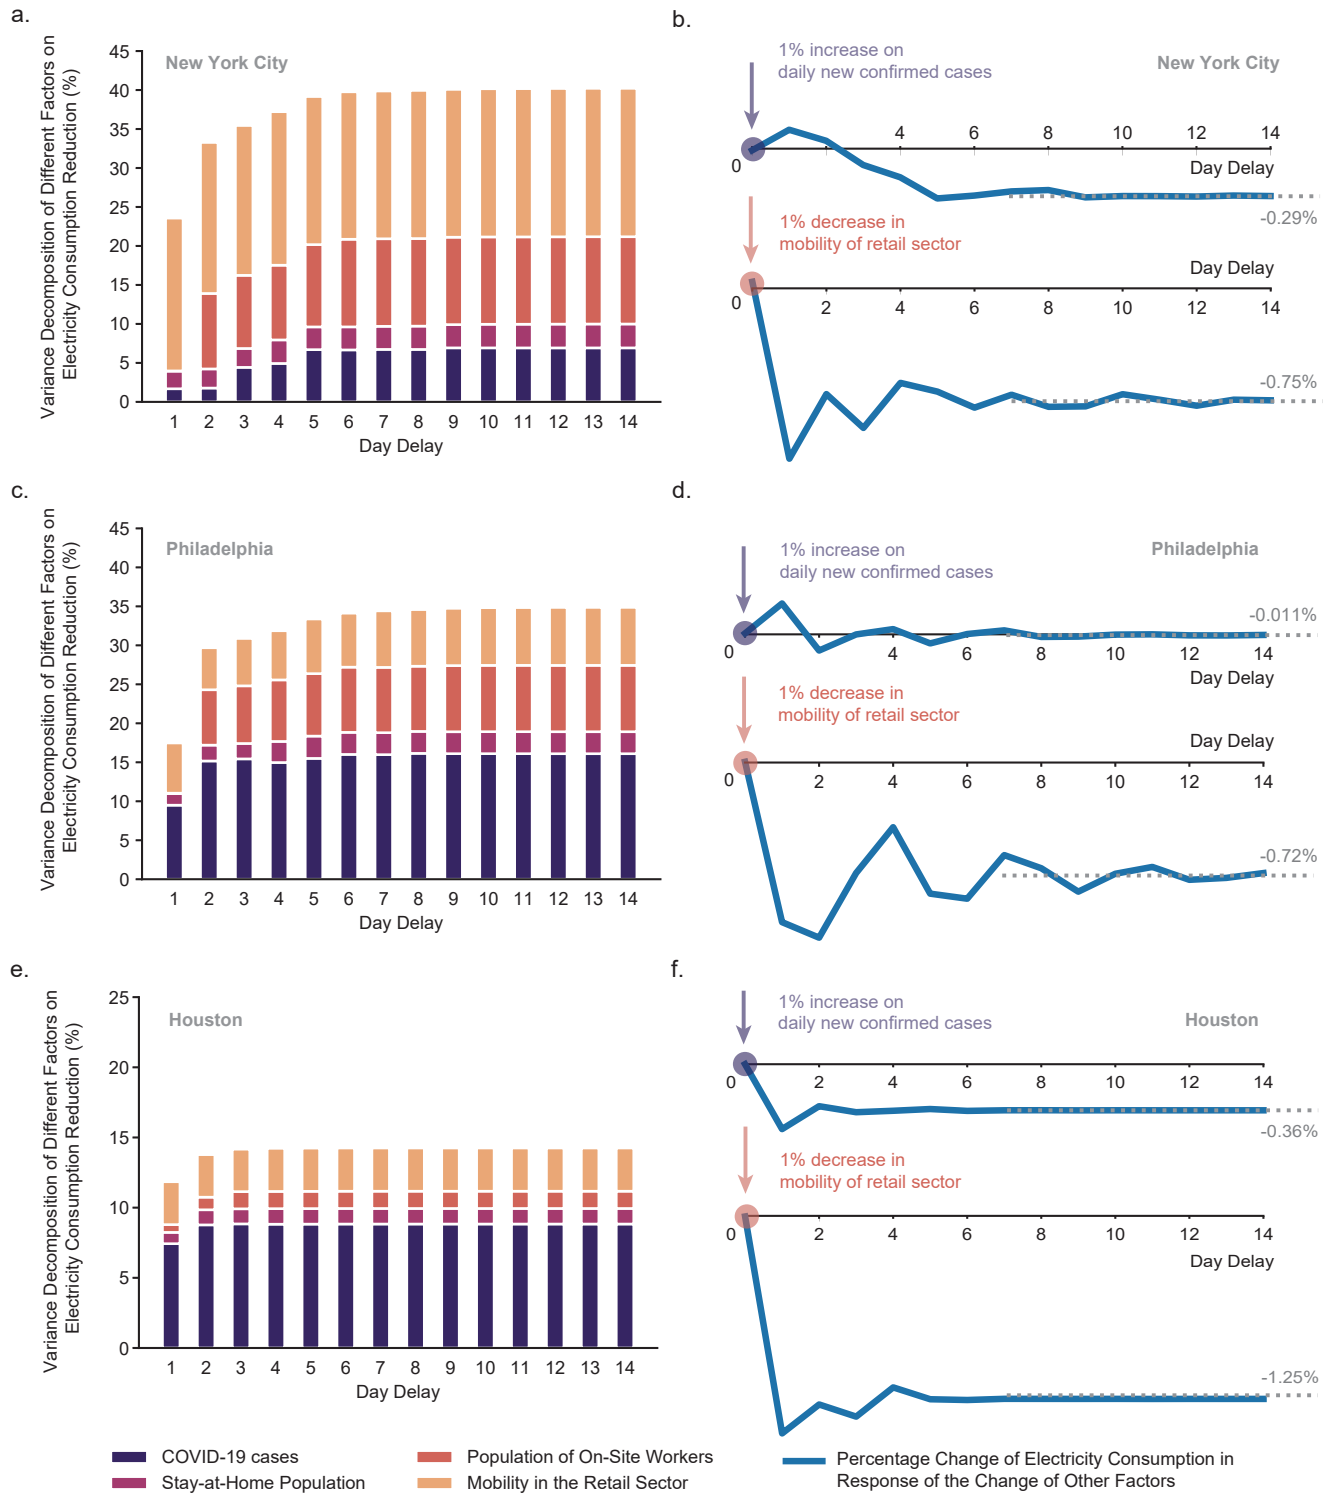 a.
Variance Decomposition of Different Factors on
Electricity Consumption Reduction (%)
New York City
45
40
35
30
25
20
15
10
5
0
1 2 3 4 5 6 7 8 9 10 11 12 13 14
Day Delay
b.
1% increase on
daily new confirmed cases
New York City
0 4 6 8 10 12 14
Day Delay
-0.29%
1% decrease in
mobility of retail sector
Day Delay
0 2 4 6 8 10 12 14
-0.75%
c.
Variance Decomposition of Different Factors on
Electricity Consumption Reduction (%)
Philadelphia
45
40
35
30
25
20
15
10
5
0
1 2 3 4 5 6 7 8 9 10 11 12 13 14
Day Delay
d.
1% increase on
daily new confirmed cases
Philadelphia
-0.011%
0 2 4 6 8 10 12 14
Day Delay
1% decrease in
mobility of retail sector
Day Delay
0 2 4 6 8 10 12 14
-0.72%
e.
Variance Decomposition of Different Factors on
Electricity Consumption Reduction (%)
Houston
25
20
15
10
5
0
1 2 3 4 5 6 7 8 9 10 11 12 13 14
Day Delay
f.
1% increase on
daily new confirmed cases
Houston
0 2 4 6 8 10 12 14
-0.36%
1% decrease in
mobility of retail sector
0 2 4 6 8 10 12 14
Day Delay
-1.25%
COVID-19 cases
Stay-at-Home Population
Population of On-Site Workers
Mobility in the Retail Sector
Percentage Change of Electricity Consumption in
Response of the Change of Other Factors